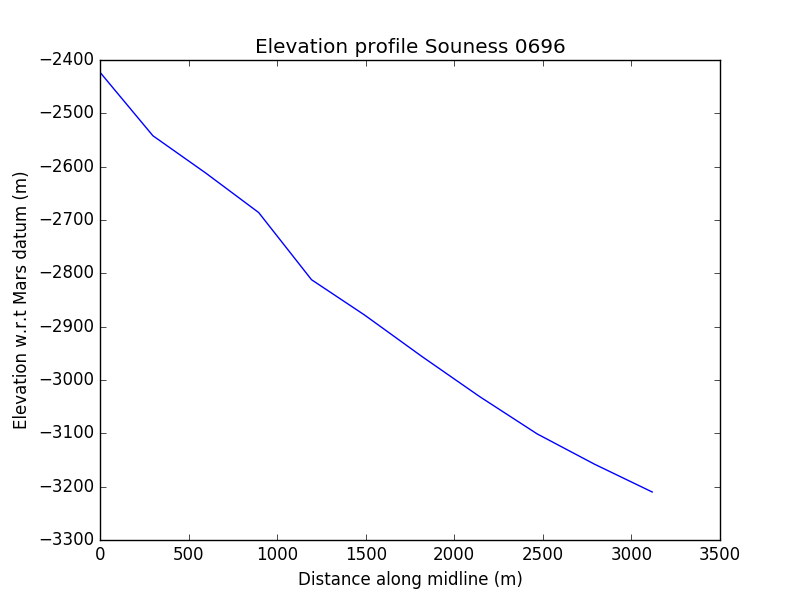 Elevation profile Souness 0696
−2400
−2500
−2600
−2700
−2800
−2900
−3000
−3100
−3200
−3300
Elevation w.r.t Mars datum (m)
0 500 1000 1500 2000 2500 3000 3500
Distance along midline (m)